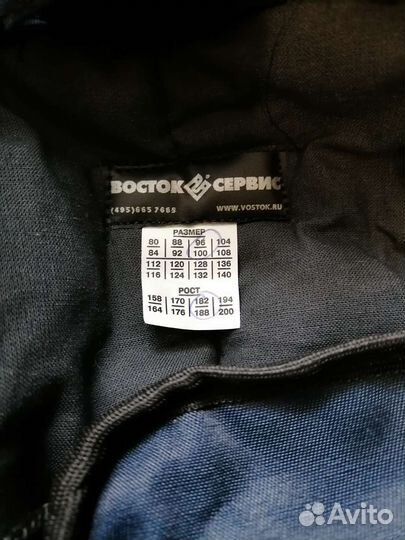 ВОСТОК СЕРВИС
(495)665 7665 WWW.VOSTOK.RU
РАЗМЕР
80 88 96 104
84 92 100 108
112 120 128 136
116 124 132 140
РОСТ
158 170 182 194
164 176 188 200
Avito